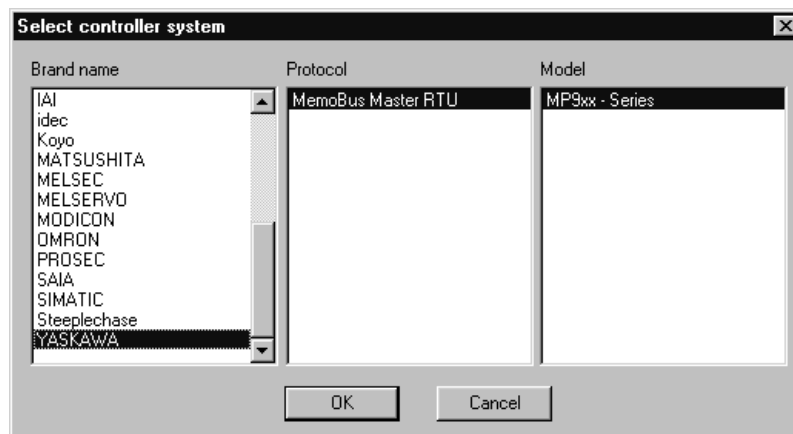 Select controller system
Brand name
IAI
idec
Koyo
MATSUSHITA
MELSEC
MELSERVO
MODICON
OMRON
PROSEC
SAIA
SIMATIC
Steeplechase
YASKAWA
Protocol
MemoBus Master RTU
Model
MP9xx - Series
OK
Cancel